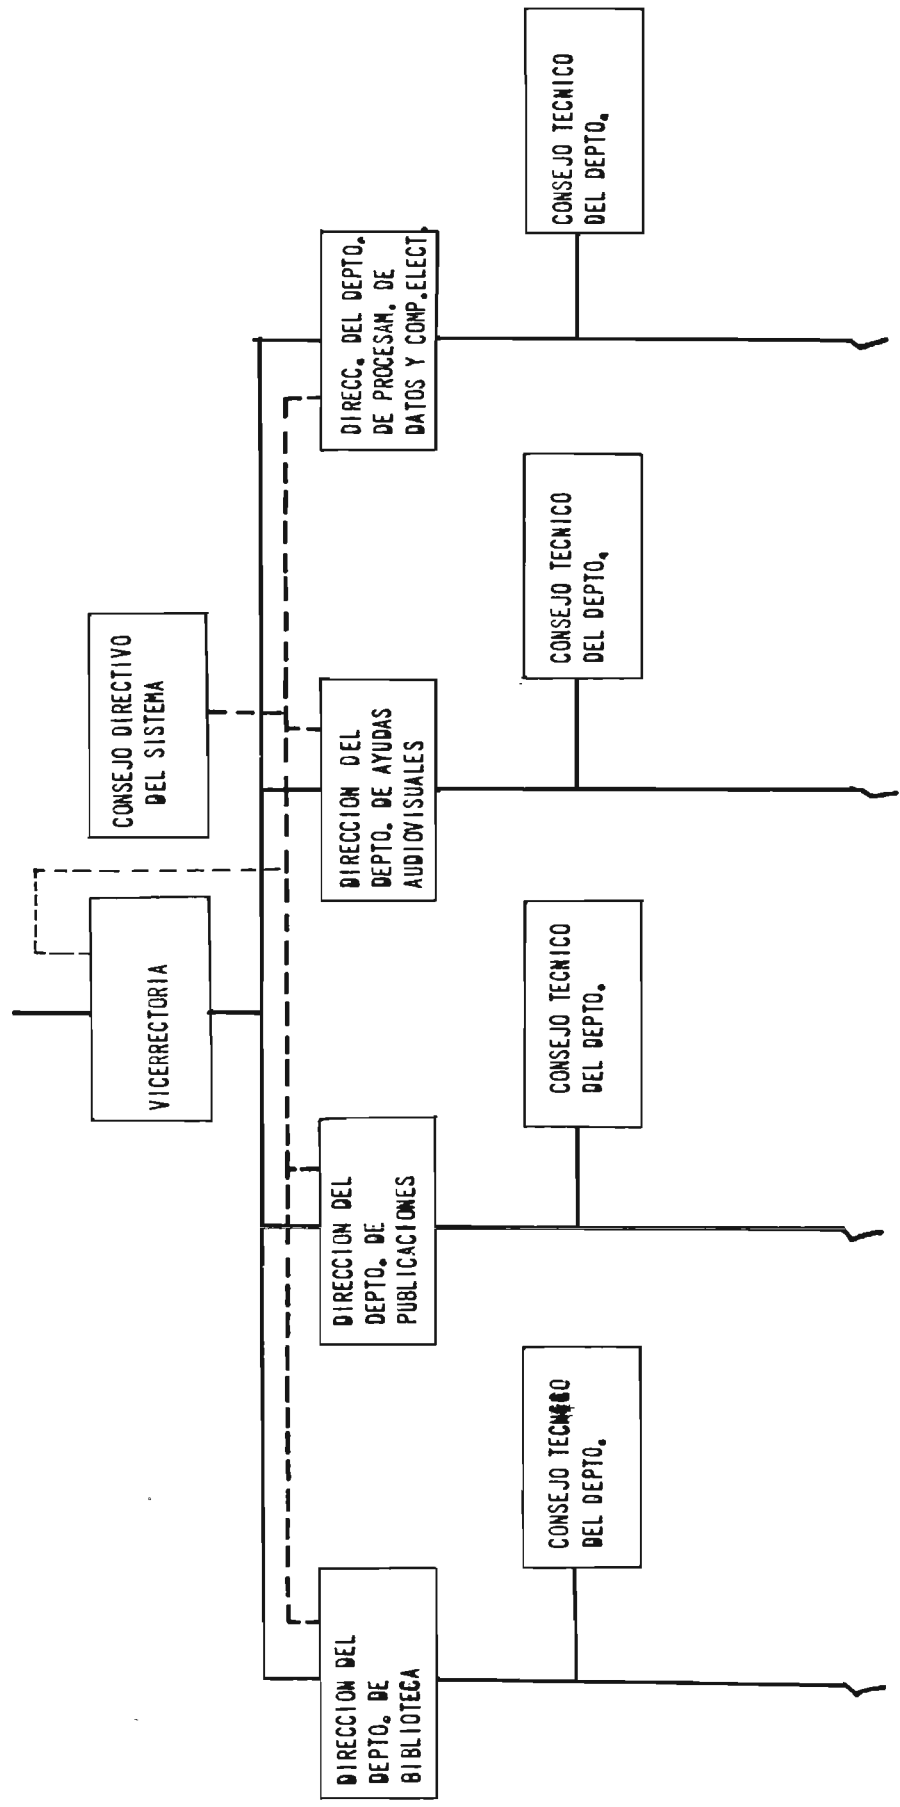 VICERRECTORIA
CONSEJO DIRECTIVO
DEL SISTEMA
DIRECCION DEL
DEPTO. DE
BIBLIOTECA
DIRECCION DEL
DEPTO. DE
PUBLICACIONES
DIRECCION DEL
DEPTO. DE AYUDAS
AUDIOVISUALES
DIRECC. DEL DEPTO.
DE PROCESAM. DE
DATOS Y COMP.ELECT.
CONSEJO TECNICO
DEL DEPTO.
CONSEJO TECNICO
DEL DEPTO.
CONSEJO TECNICO
DEL DEPTO.
CONSEJO TECNICO
DEL DEPTO.